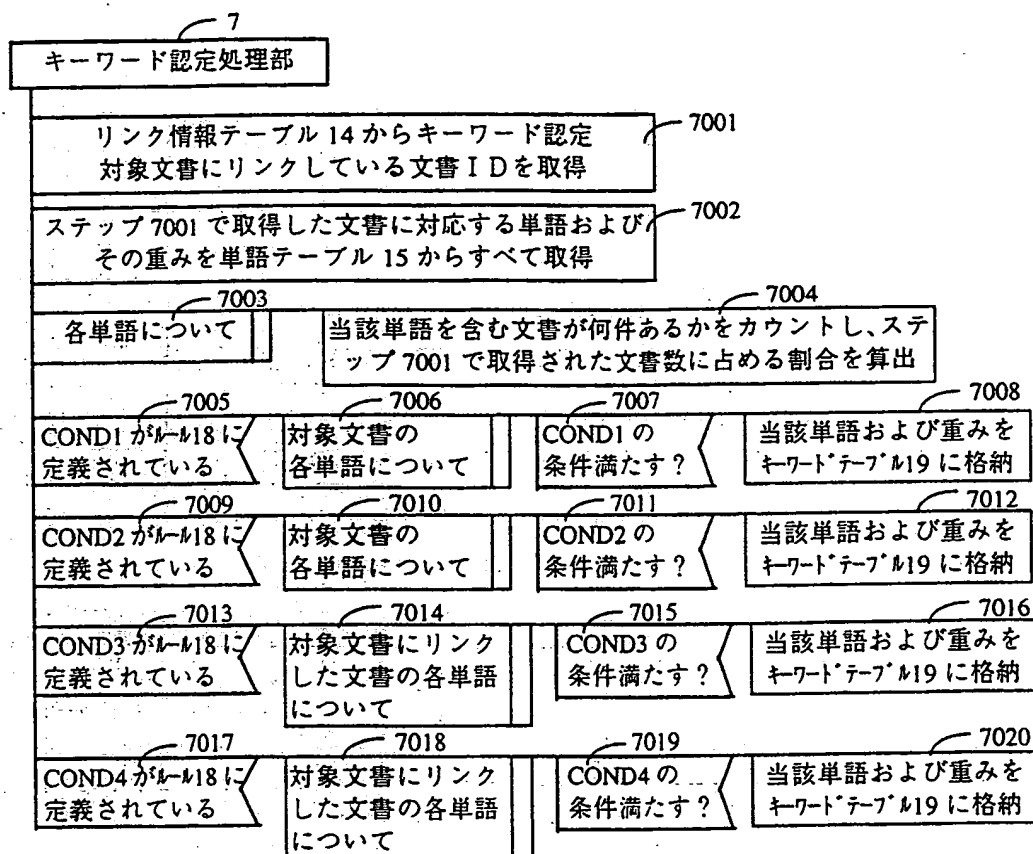 7
キーワード認定処理部
リンク情報テーブル 14 からキーワード認定
対象文書にリンクしている文書IDを取得
7001
ステップ 7001 で取得した文書に対応する単語および
その重みを単語テーブル 15 からすべて取得
7002
7003
各単語について
7004
当該単語を含む文書が何件あるかをカウントし、ステ
ップ 7001 で取得された文書数に占める割合を算出
7005
COND1 がルール18 に
定義されている
7006
対象文書の
各単語について
7007
COND1 の
条件満たす?
7008
当該単語および重みを
キーワードテーブル19 に格納
7009
COND2 がルール18 に
定義されている
7010
対象文書の
各単語について
7011
COND2 の
条件満たす?
7012
当該単語および重みを
キーワードテーブル19 に格納
7013
COND3 がルール18 に
定義されている
7014
対象文書にリンク
した文書の各単語
について
7015
COND3 の
条件満たす?
7016
当該単語および重みを
キーワードテーブル19 に格納
7017
COND4 がルール18 に
定義されている
7018
対象文書にリンク
した文書の各単語
について
7019
COND4 の
条件満たす?
7020
当該単語および重みを
キーワードテーブル19 に格納